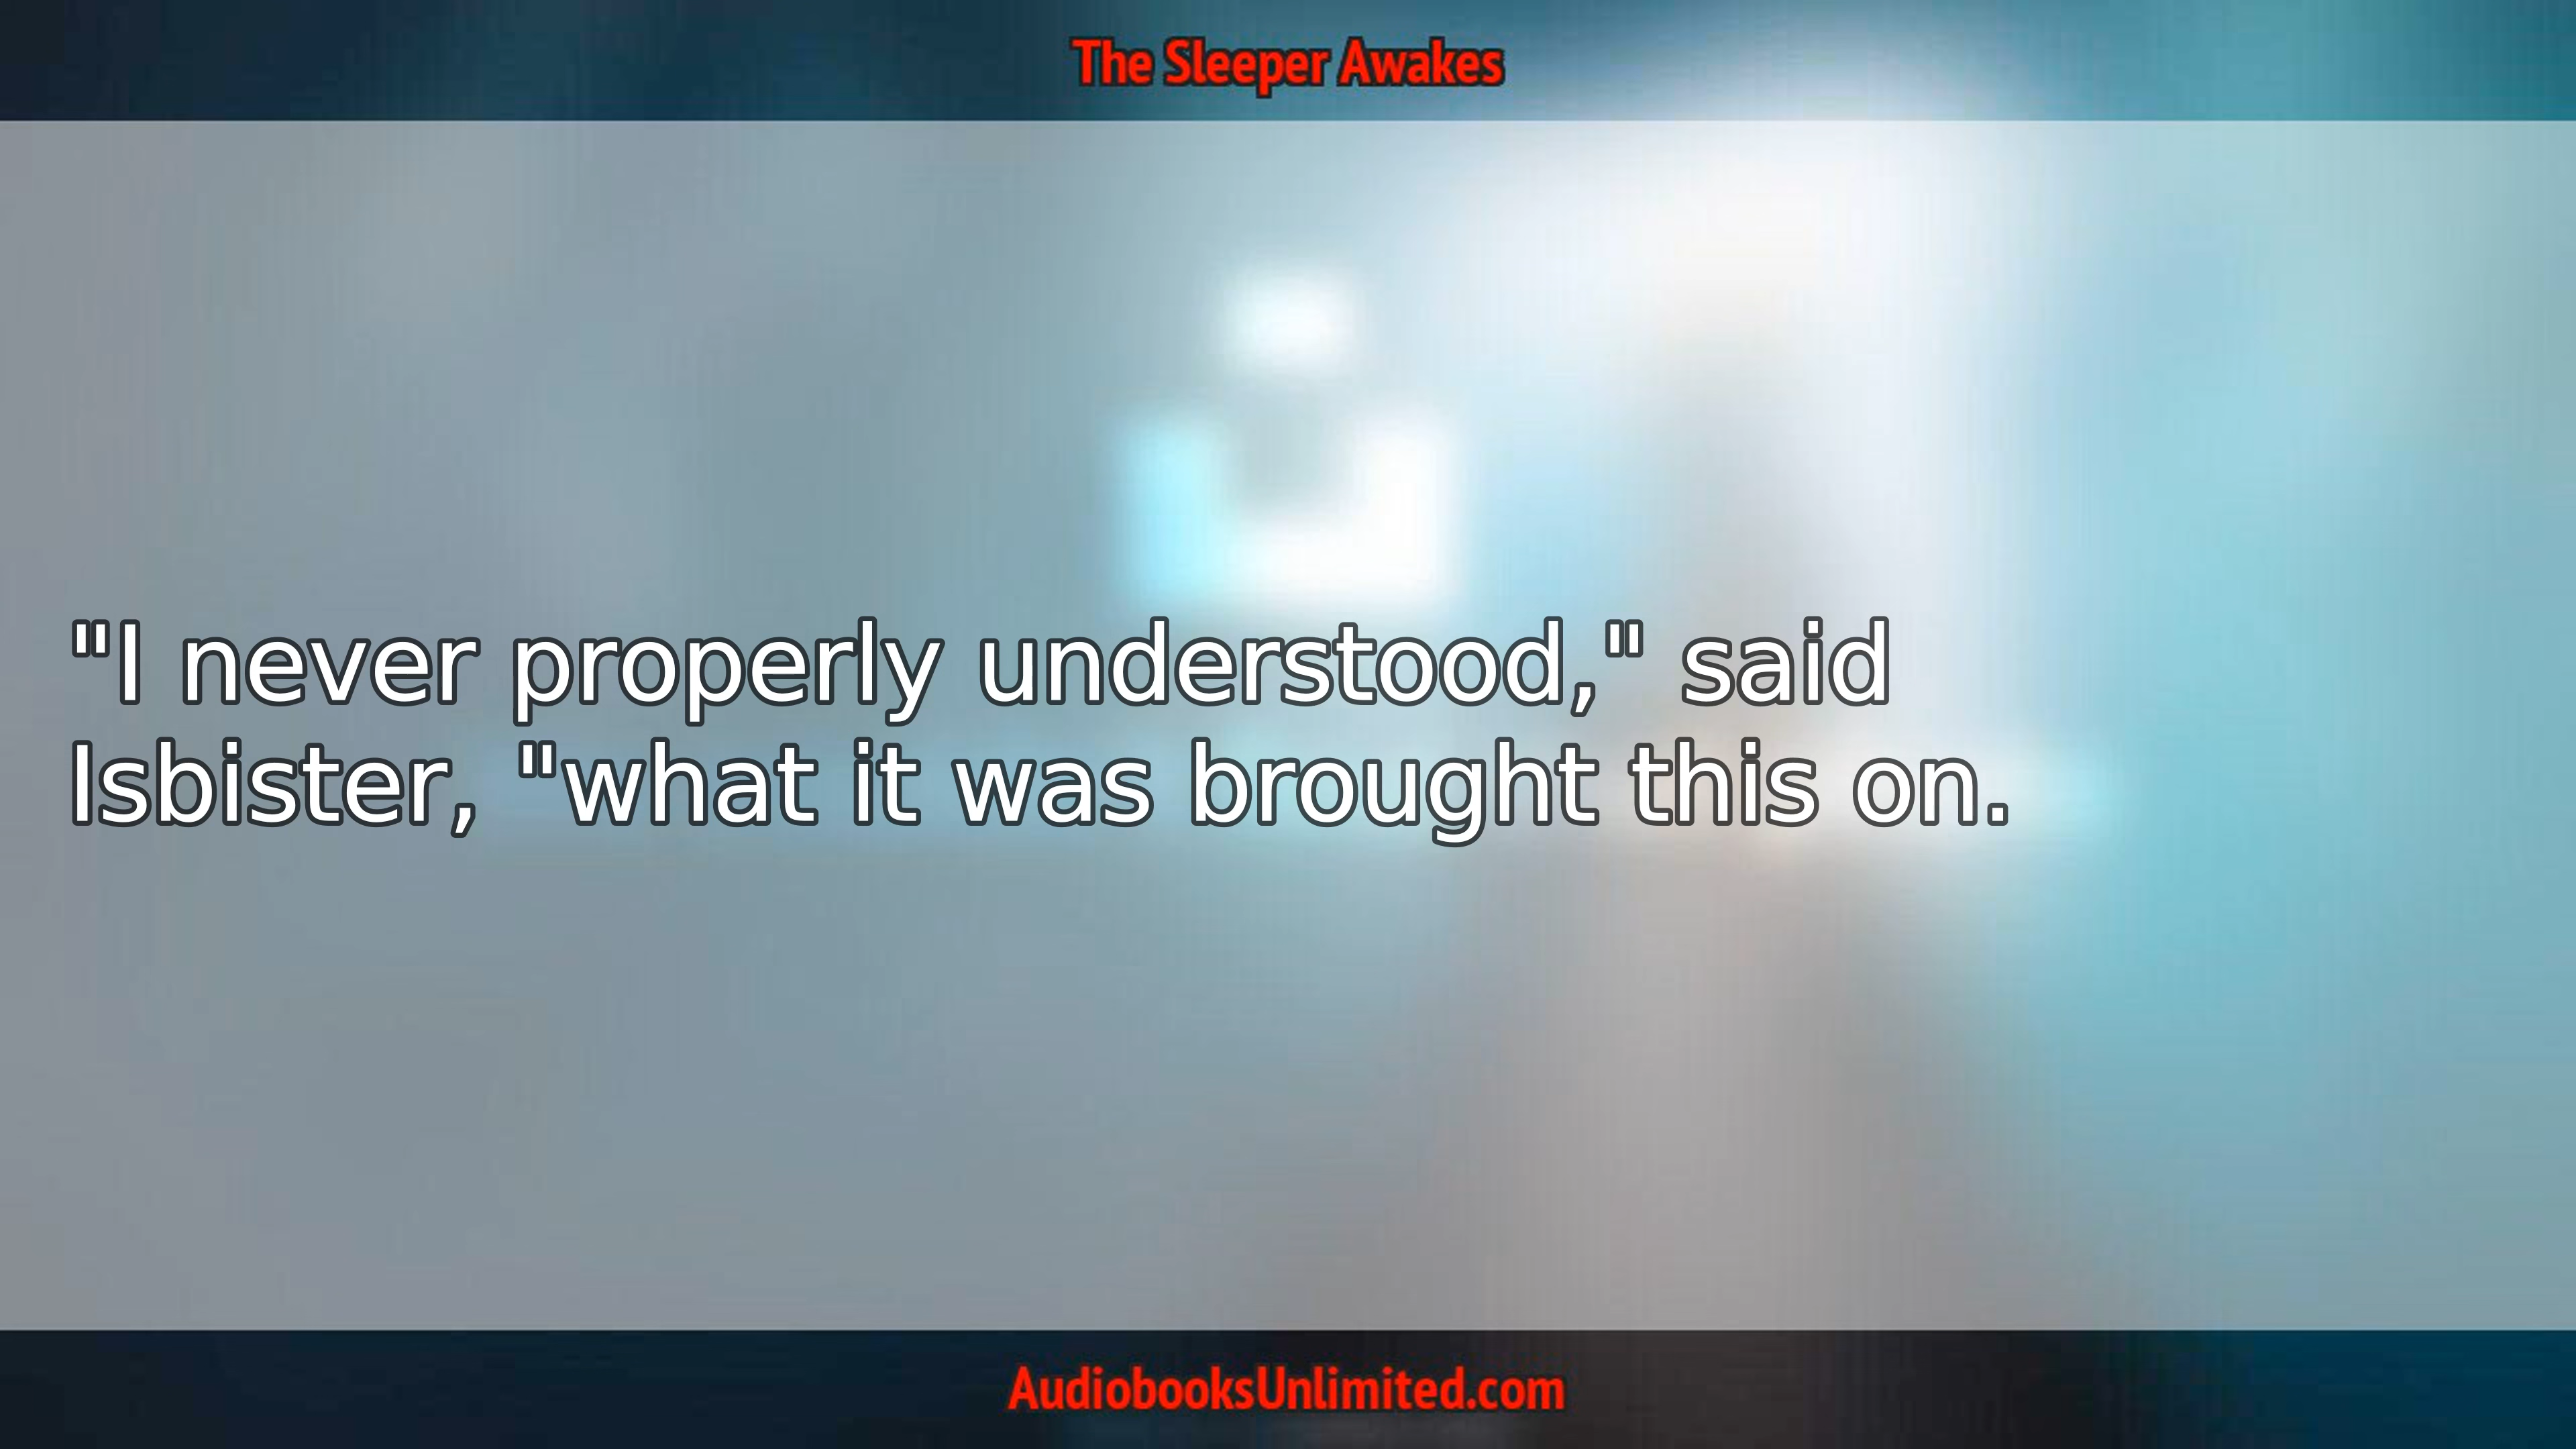 The Sleeper Awakes
"I never properly understood," said
Isbister, "what it was brought this on.
AudiobooksUnlimited.com